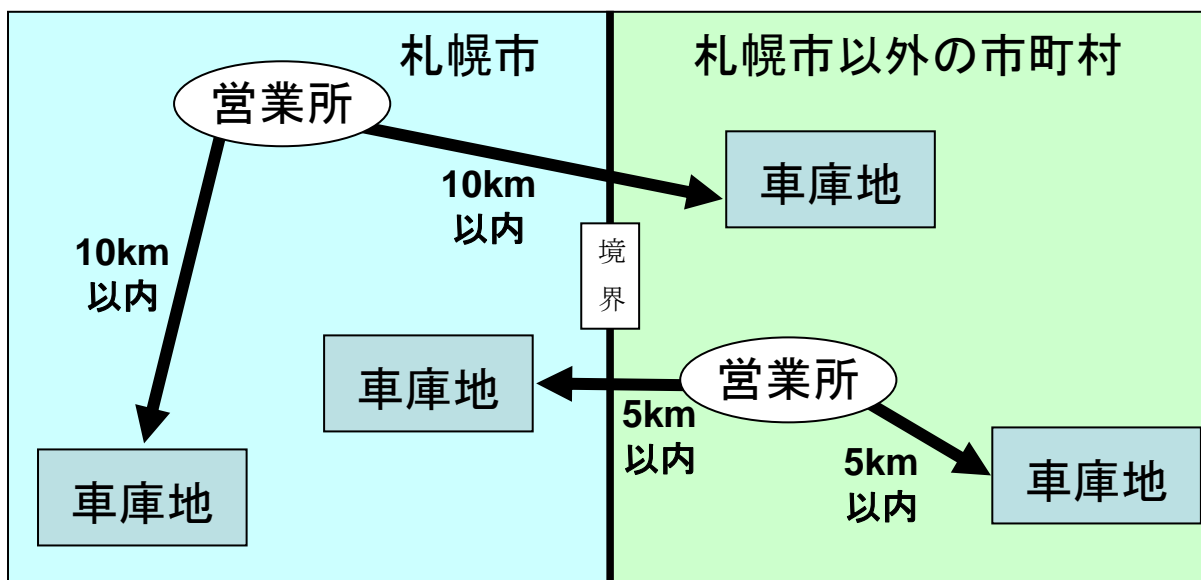 札幌市
札幌市以外の市町村
営業所
10km
以内
車庫地
10km
以内
境
界
車庫地
営業所
5km
以内
5km
以内
車庫地
車庫地